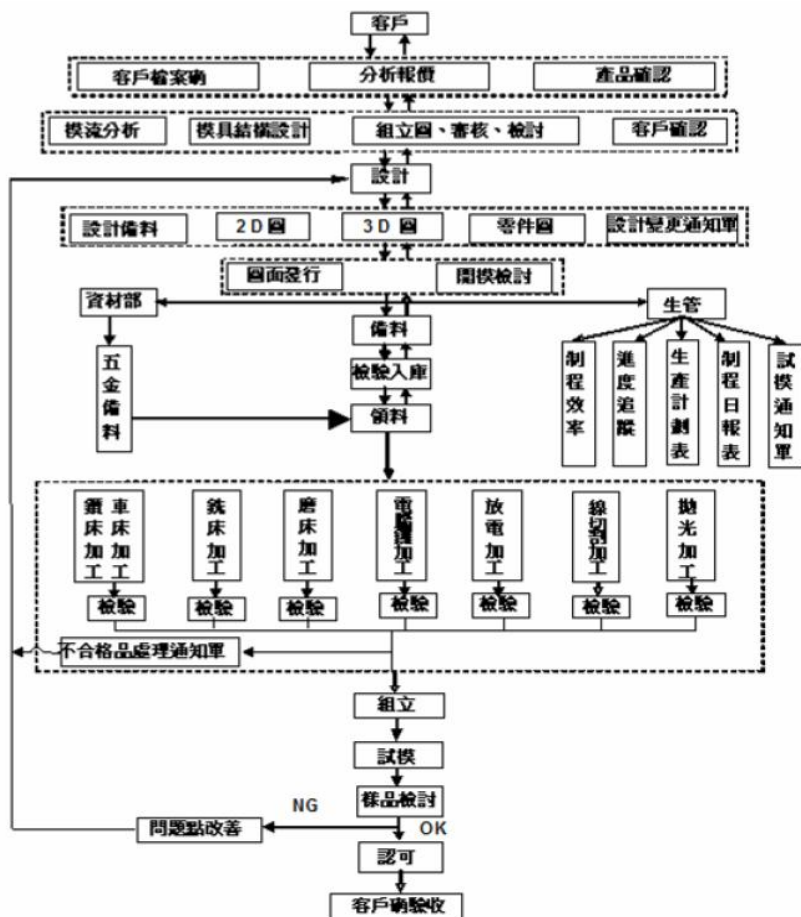 客戶
客戶檔案确 分析報價 產品確認
模流分析 模具結構設計 組立圖、審核、檢討 客戶確認
設計
設計備料 2D圖 3D圖 零件圖 設計變更通知單
圖面發行 開模檢討
資材部 生管
備料
五金備料
檢驗入庫
領料
制程效率 進度追蹤 生產計劃表 制程日報表 試模通知單
鑽床加工 車床加工 銑床加工 磨床加工 放電加工 線切割加工 拋光加工
檢驗 檢驗 檢驗 檢驗 檢驗 檢驗 檢驗
不合格品處理通知單
組立
試模
樣品檢討
NG OK
問題點改善
認可
客戶确驗收